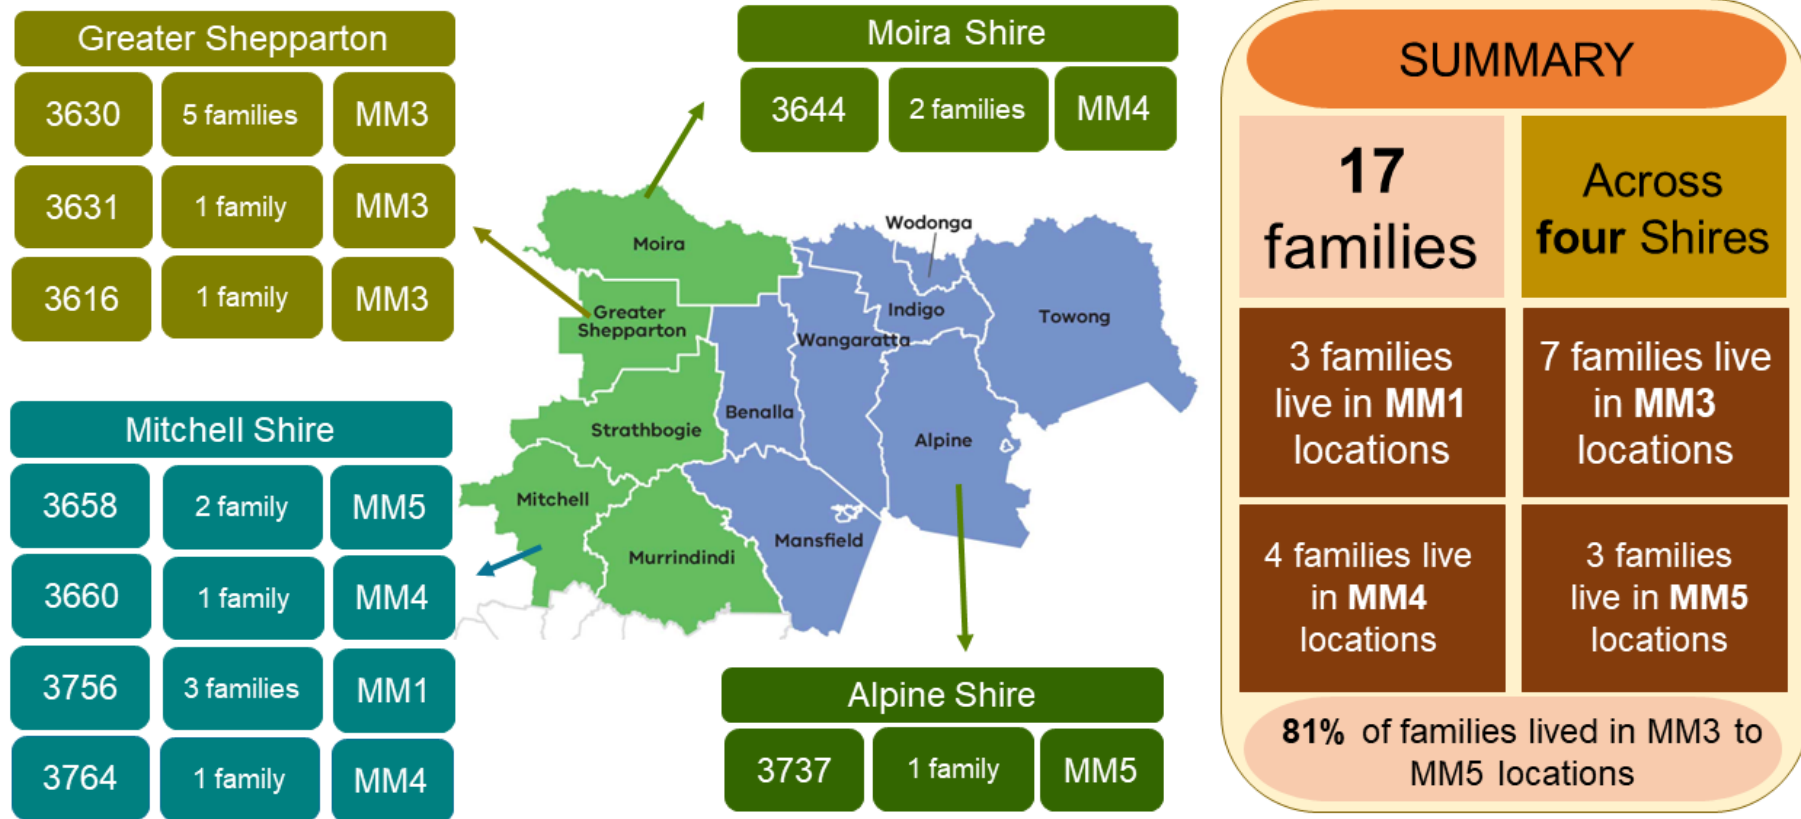 Greater Shepparton
3630 5 families MM3
3631 1 family MM3
3616 1 family MM3
Mitchell Shire
3658 2 family MM5
3660 1 family MM4
3756 3 families MM1
3764 1 family MM4
Moira Shire
3644 2 families MM4
Wodonga
Moira
Indigo
Towong
Greater
Shepparton
Wangaratta
Benalla
Strathbogie
Alpine
Mitchell
Mansfield
Murrindindi
Alpine Shire
3737 1 family MM5
SUMMARY
17
families
Across
four Shires
3 families
live in MM1
locations
7 families live
in MM3
locations
4 families live
in MM4
locations
3 families
live in MM5
locations
81% of families lived in MM3 to
MM5 locations